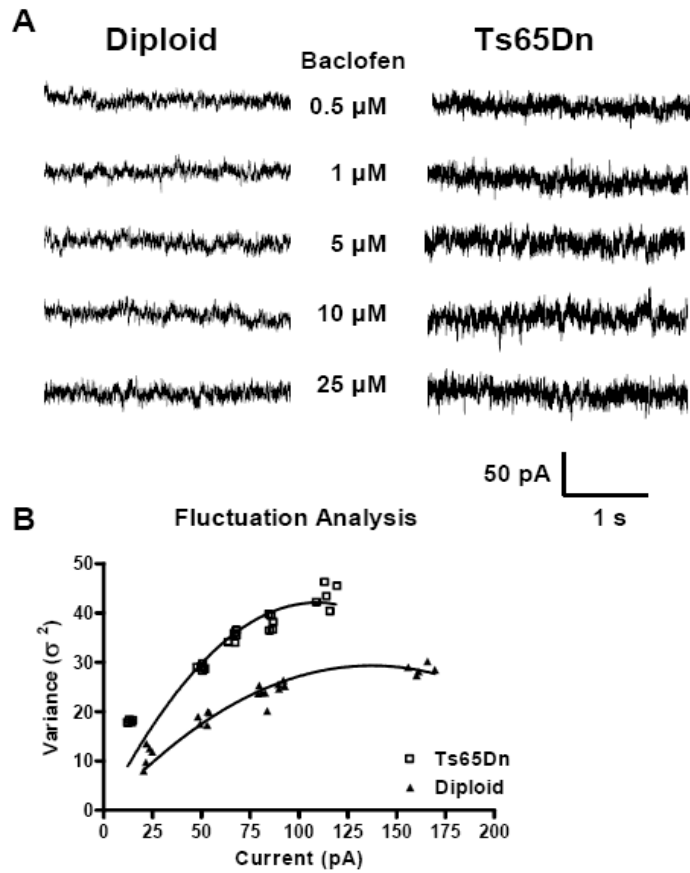 A
Diploid
Ts65Dn
Baclofen
0.5 µM
1 µM
5 µM
10 µM
25 µM
50 pA
1 s
B
Fluctuation Analysis
50
40
30
20
10
0
Variance (σ²)
Ts65Dn
Diploid
0 25 50 75 100 125 150 175 200
Current (pA)